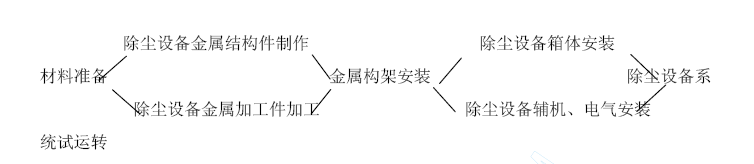 除尘设备金属结构件制作 除尘设备箱体安装
材料准备 金属构架安装 除尘设备系
除尘设备金属加工件加工 除尘设备辅机、电气安装
统试运转